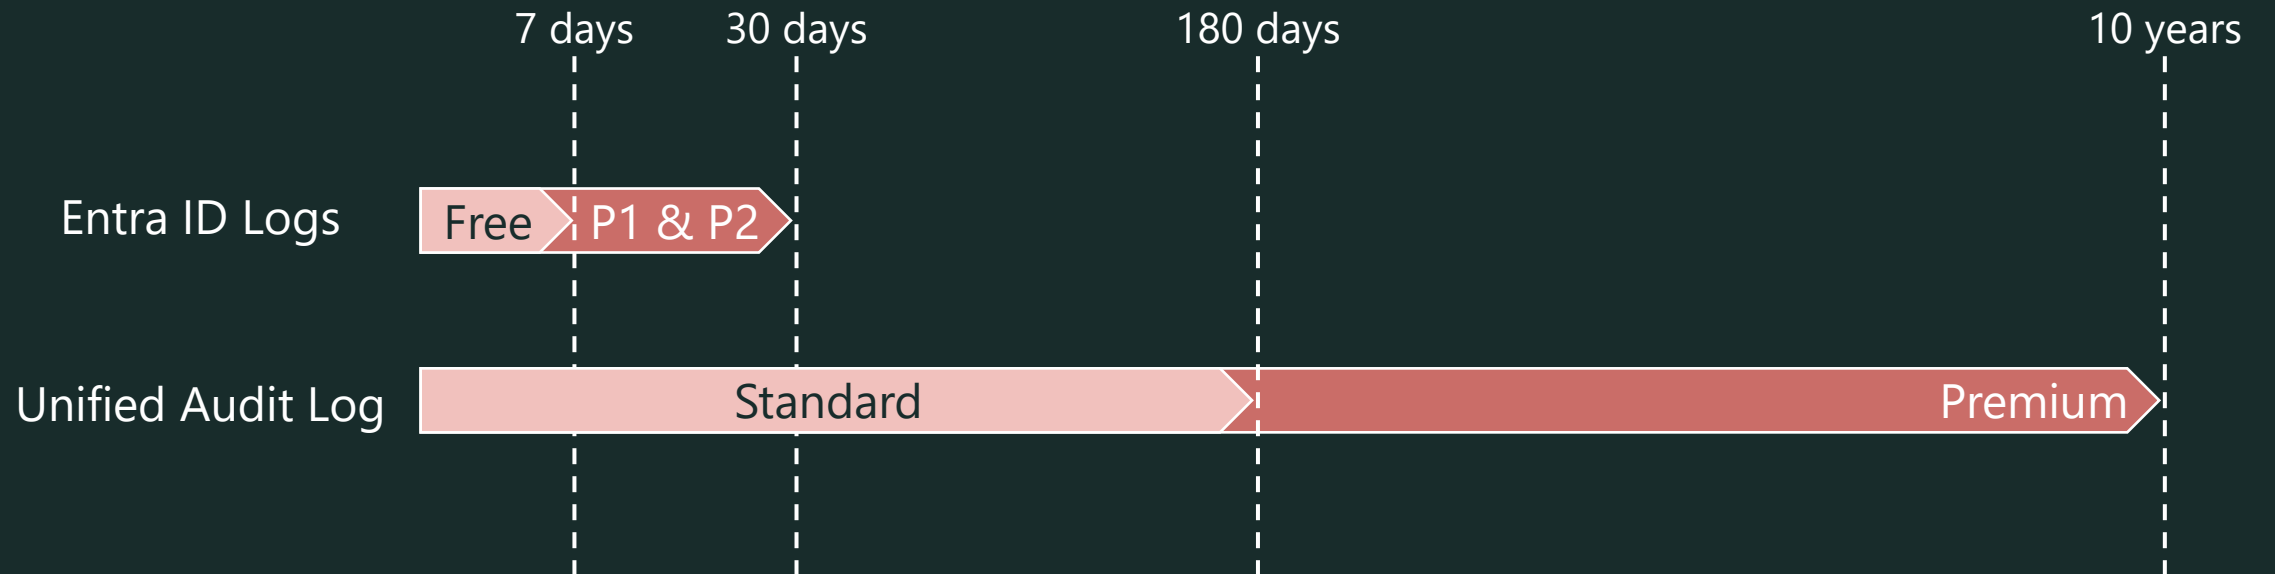 7 days 30 days 180 days 10 years
Entra ID Logs Free P1 & P2
Unified Audit Log Standard Premium